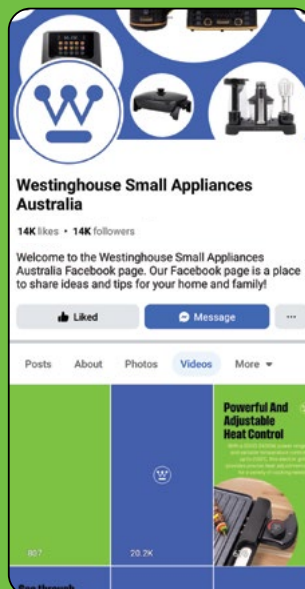 Westinghouse Small Appliances
Australia
14K likes • 14K followers
Welcome to the Westinghouse Small Appliances
Australia Facebook page. Our Facebook page is a place
to share ideas and tips for your home and family!
Liked
Message
Posts About Photos Videos More
Powerful And
Adjustable
Heat Control
807
20.2K
See through